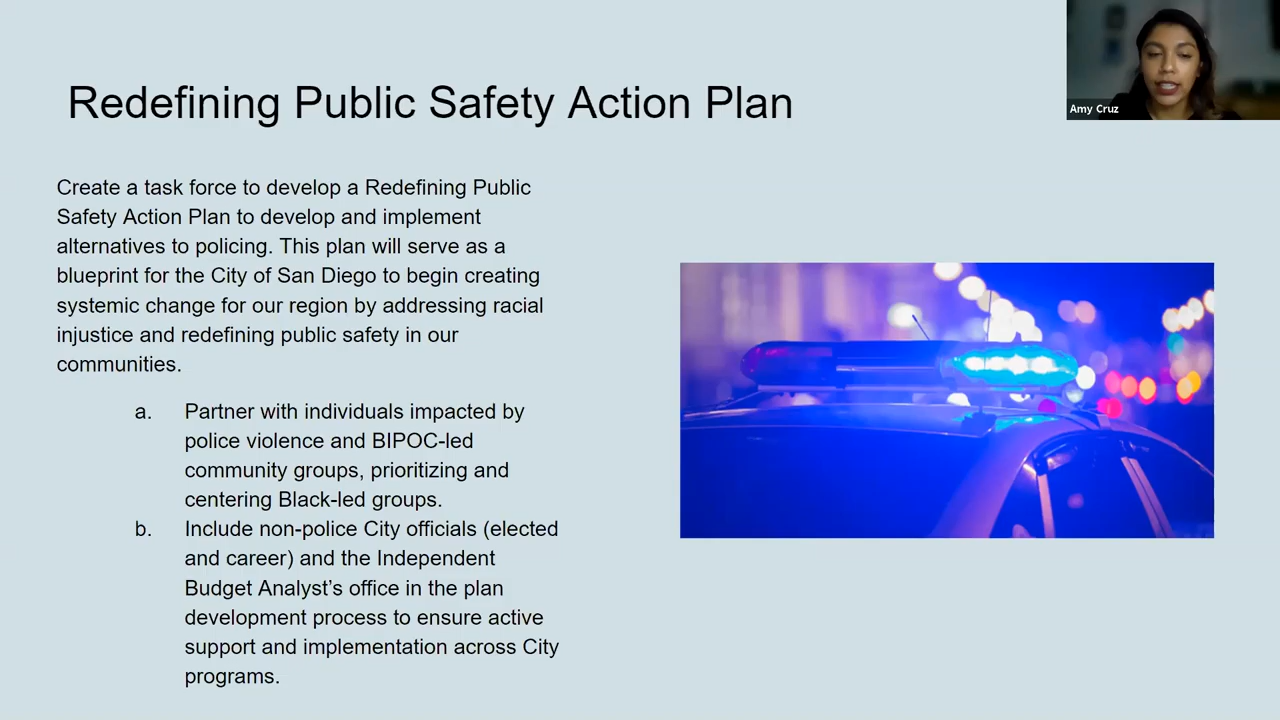 Redefining Public Safety Action Plan
Amy Cruz
Create a task force to develop a Redefining Public
Safety Action Plan to develop and implement
alternatives to policing. This plan will serve as a
blueprint for the City of San Diego to begin creating
systemic change for our region by addressing racial
injustice and redefining public safety in our
communities.
a. Partner with individuals impacted by
police violence and BIPOC-led
community groups, prioritizing and
centering Black-led groups.
b. Include non-police City officials (elected
and career) and the Independent
Budget Analyst’s office in the plan
development process to ensure active
support and implementation across City
programs.